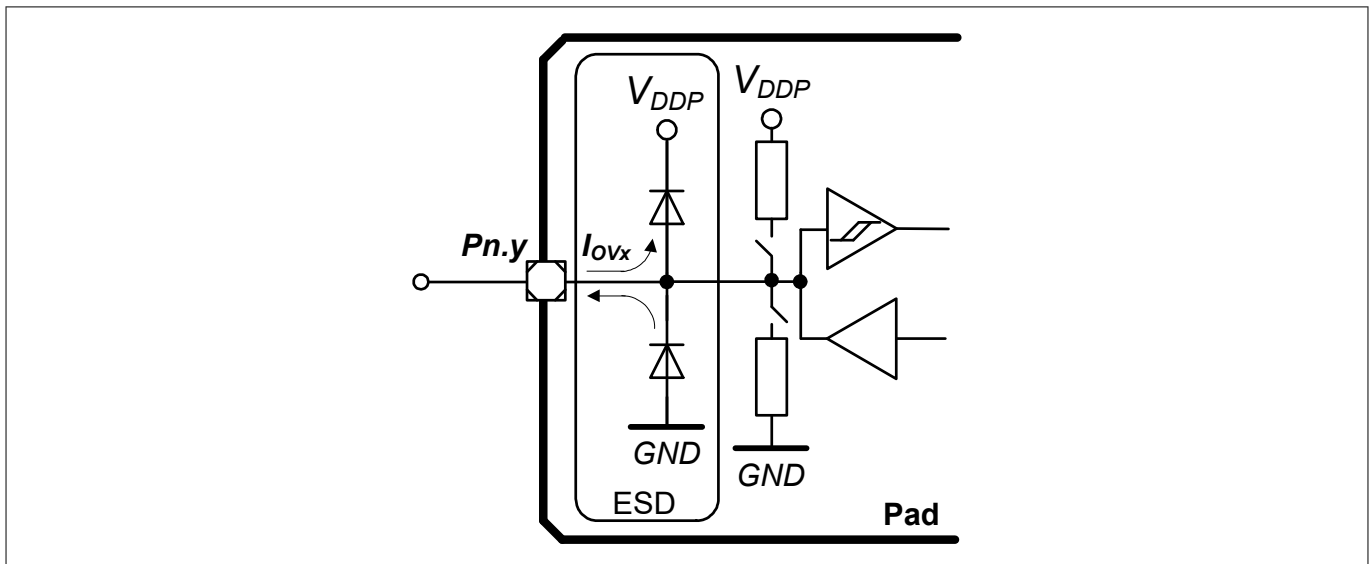 V_DDP V_DDP
Pn.y I_OVx
GND
GND
ESD
Pad